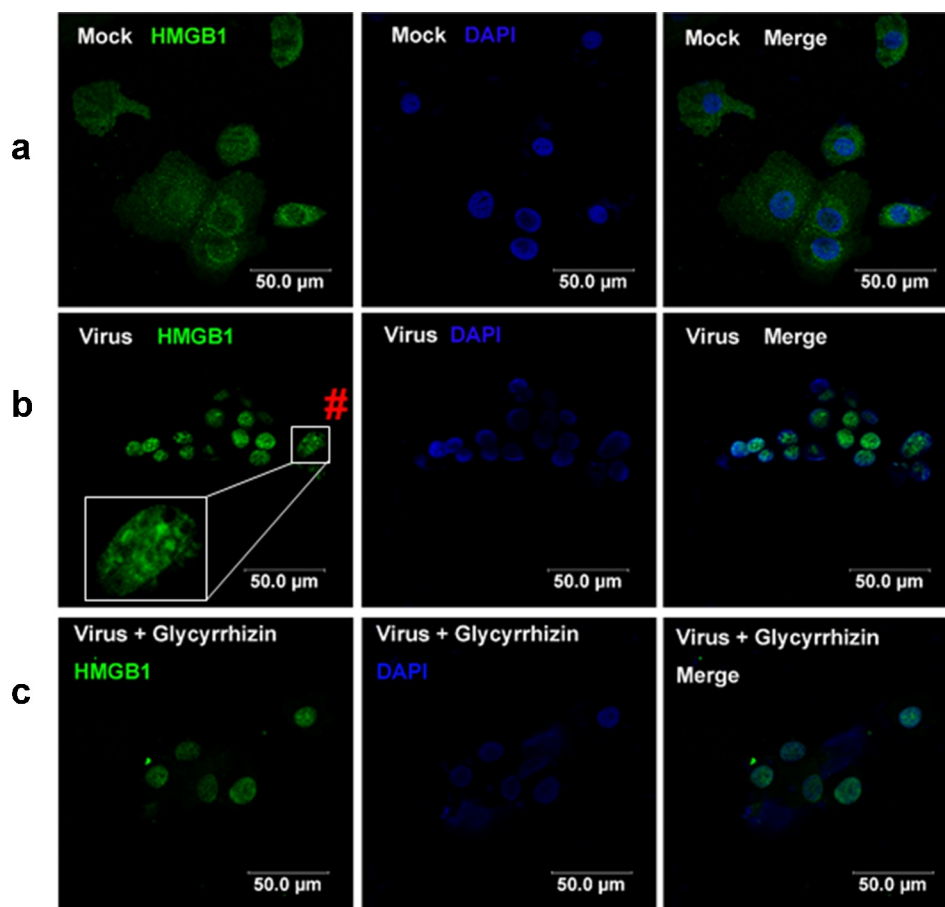 a
Mock HMGB1
50.0 µm
Mock DAPI
50.0 µm
Mock Merge
50.0 µm
b
Virus HMGB1
#
50.0 µm
Virus DAPI
50.0 µm
Virus Merge
50.0 µm
c
Virus + Glycyrrhizin
HMGB1
50.0 µm
Virus + Glycyrrhizin
DAPI
50.0 µm
Virus + Glycyrrhizin
Merge
50.0 µm